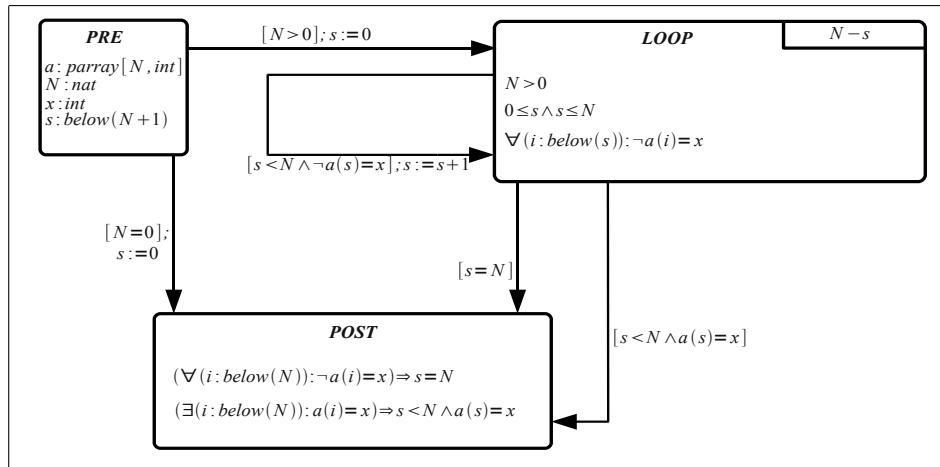 PRE
a : parray[N, int]
N : nat
x : int
s : below(N+1)
[N>0]; s:=0
LOOP
N−s
N>0
0≤s∧s≤N
∀(i: below(s)): ¬a(i)=x
[s<N∧¬a(s)=x]; s:=s+1
[N=0];
s:=0
[s=N]
[s<N∧a(s)=x]
POST
(∀(i: below(N)): ¬a(i)=x)⇒s=N
(∃(i: below(N)): a(i)=x)⇒s<N∧a(s)=x